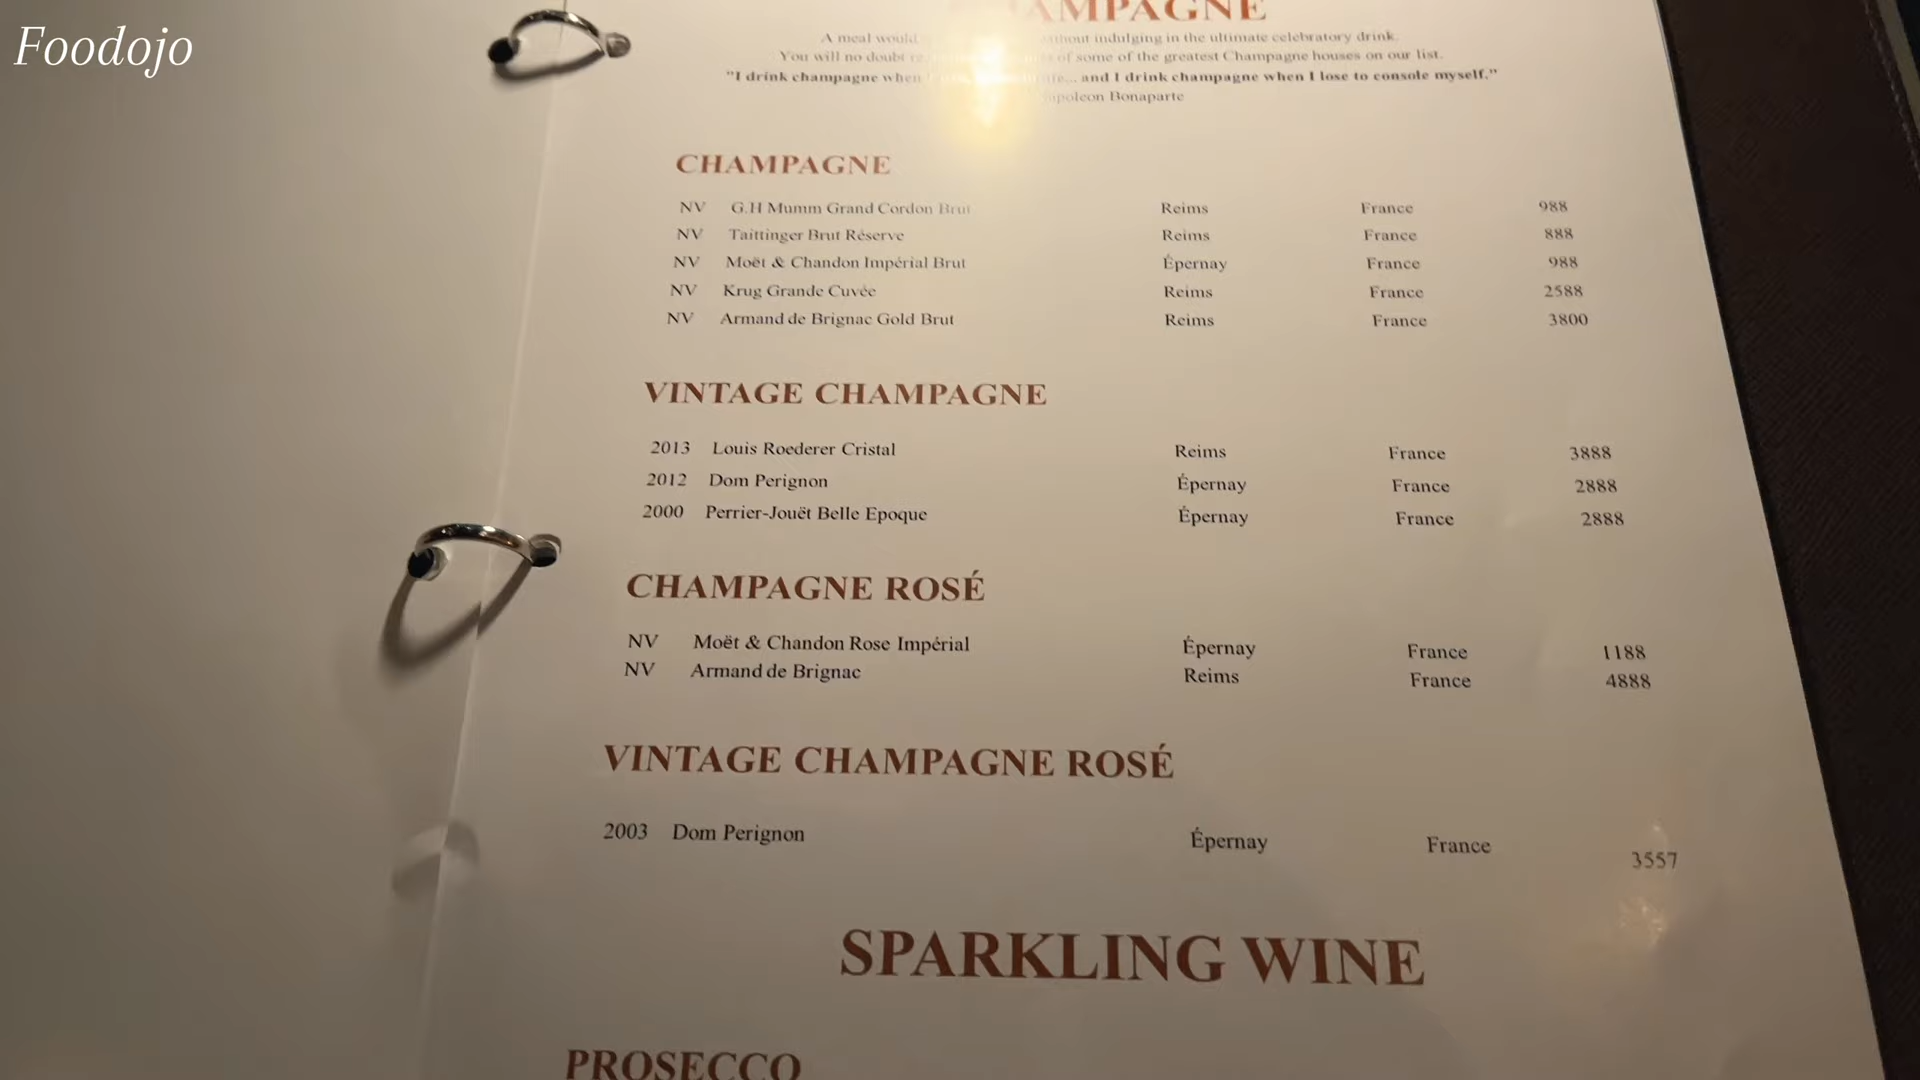 Foodojo
AMPAGNE
A meal would without indulging in the ultimate celebratory drink.
You will no doubt of some of the greatest Champagne houses on our list.
"I drink champagne when ... and I drink champagne when I lose to console myself."
Bonaparte
CHAMPAGNE
NV G.H Mumm Grand Cordon Brut Reims France 988
NV Taittinger Brut Réserve Reims France 888
NV Moët & Chandon Impérial Brut Épernay France 988
NV Krug Grande Cuvée Reims France 2588
NV Armand de Brignac Gold Brut Reims France 3800
VINTAGE CHAMPAGNE
2013 Louis Roederer Cristal Reims France 3888
2012 Dom Perignon Épernay France 2888
2000 Perrier-Jouët Belle Epoque Épernay France 2888
CHAMPAGNE ROSÉ
NV Moët & Chandon Rose Impérial Épernay France 1188
NV Armand de Brignac Reims France 4888
VINTAGE CHAMPAGNE ROSÉ
2003 Dom Perignon Épernay France 3557
SPARKLING WINE
PROSECCO